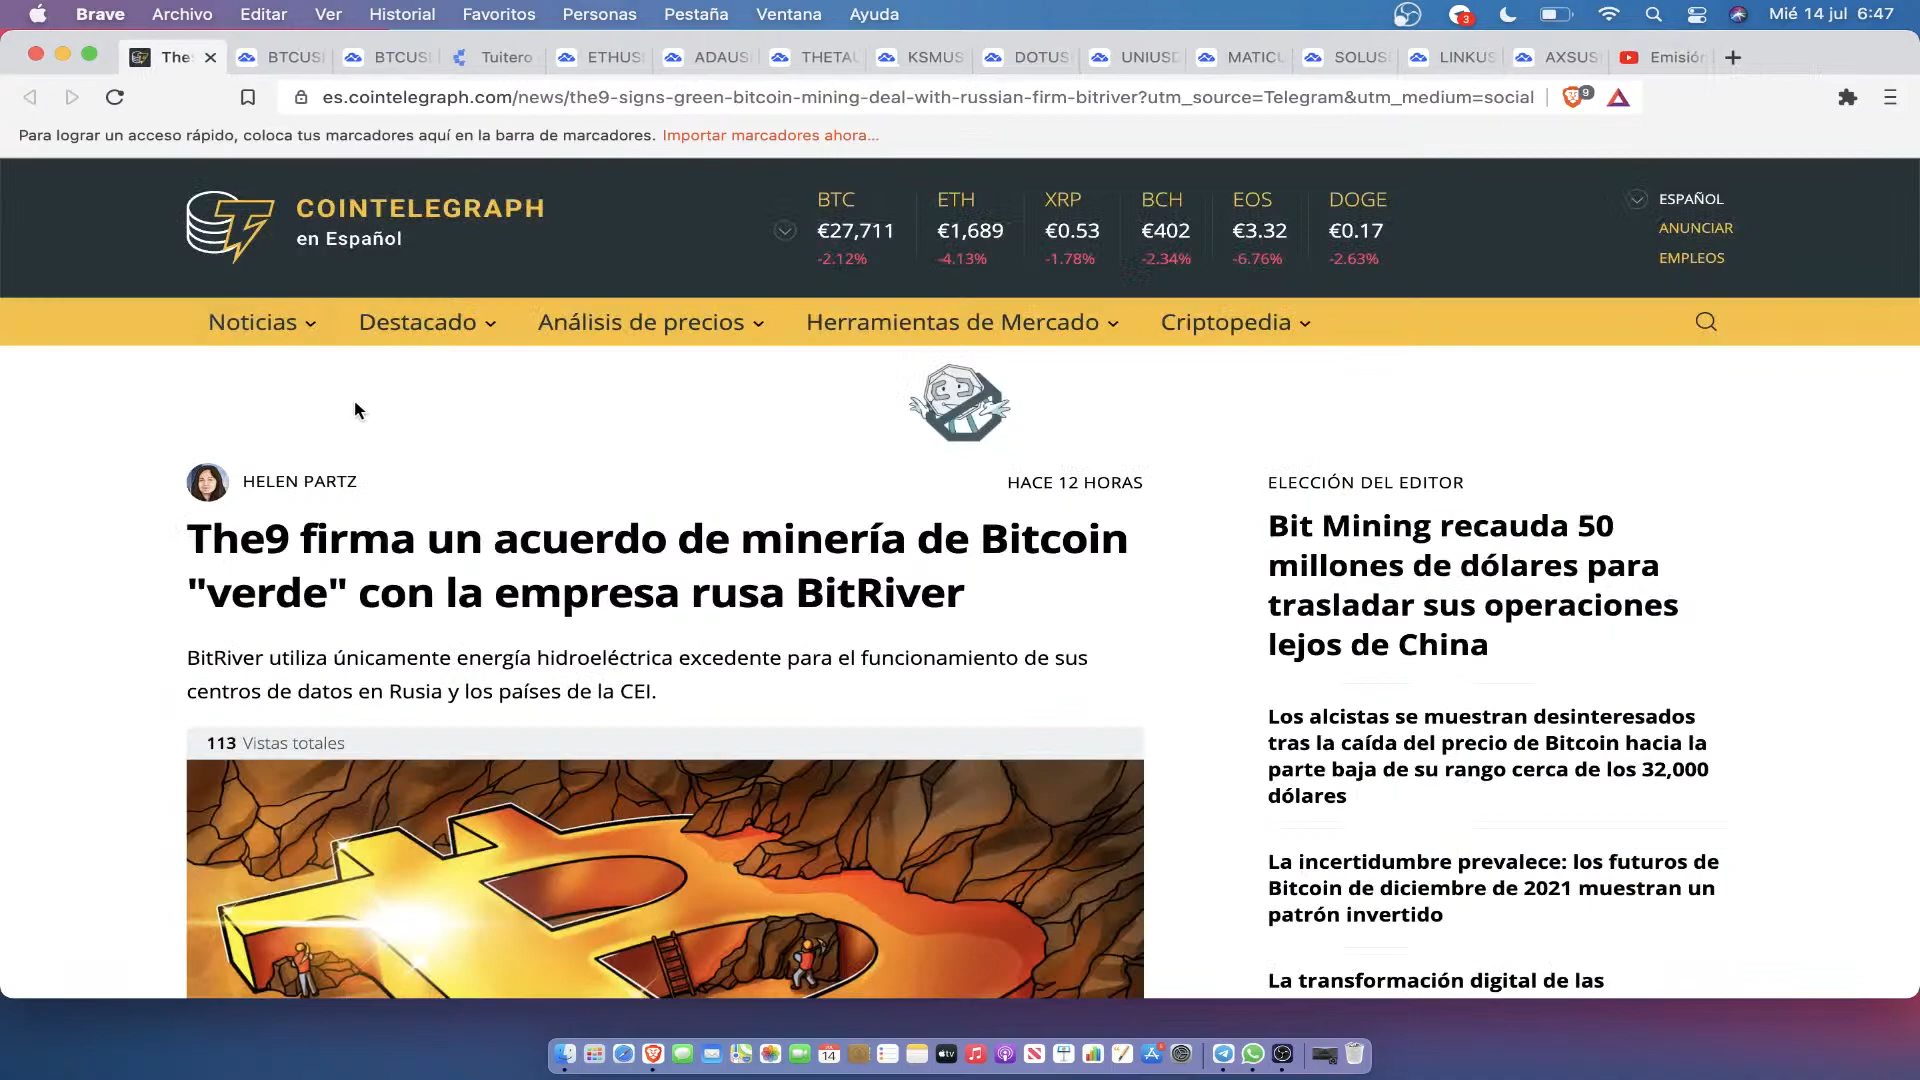 Brave Archivo Editar Ver Historial Favoritos Personas Pestaña Ventana Ayuda 3 Mié 14 jul 6:47
The BTCUS BTCUS Tuitero ETHUS ADAUS THETAU KSMUS DOTUS UNIUSD MATICU SOLUS LINKUS AXSUS Emisión
es.cointelegraph.com/news/the9-signs-green-bitcoin-mining-deal-with-russian-firm-bitriver?utm_source=Telegram&utm_medium=social 9
Para lograr un acceso rápido, coloca tus marcadores aquí en la barra de marcadores. Importar marcadores ahora...
COINTELEGRAPH
en Español
BTC ETH XRP BCH EOS DOGE
€27,711 €1,689 €0.53 €402 €3.32 €0.17
-2.12% -4.13% -1.78% -2.34% -6.76% -2.63%
ESPAÑOL
ANUNCIAR
EMPLEOS
Noticias Destacado Análisis de precios Herramientas de Mercado Criptopedia
HELEN PARTZ HACE 12 HORAS
The9 firma un acuerdo de minería de Bitcoin
"verde" con la empresa rusa BitRiver
BitRiver utiliza únicamente energía hidroeléctrica excedente para el funcionamiento de sus
centros de datos en Rusia y los países de la CEI.
113 Vistas totales
ELECCIÓN DEL EDITOR
Bit Mining recauda 50
millones de dólares para
trasladar sus operaciones
lejos de China
Los alcistas se muestran desinteresados
tras la caída del precio de Bitcoin hacia la
parte baja de su rango cerca de los 32,000
dólares
La incertidumbre prevalece: los futuros de
Bitcoin de diciembre de 2021 muestran un
patrón invertido
La transformación digital de las
14
tv